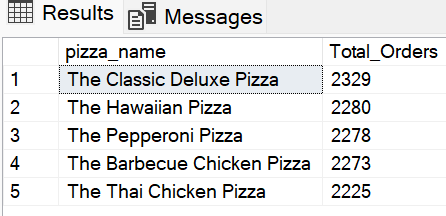 Results Messages
pizza_name Total_Orders
1 The Classic Deluxe Pizza 2329
2 The Hawaiian Pizza 2280
3 The Pepperoni Pizza 2278
4 The Barbecue Chicken Pizza 2273
5 The Thai Chicken Pizza 2225